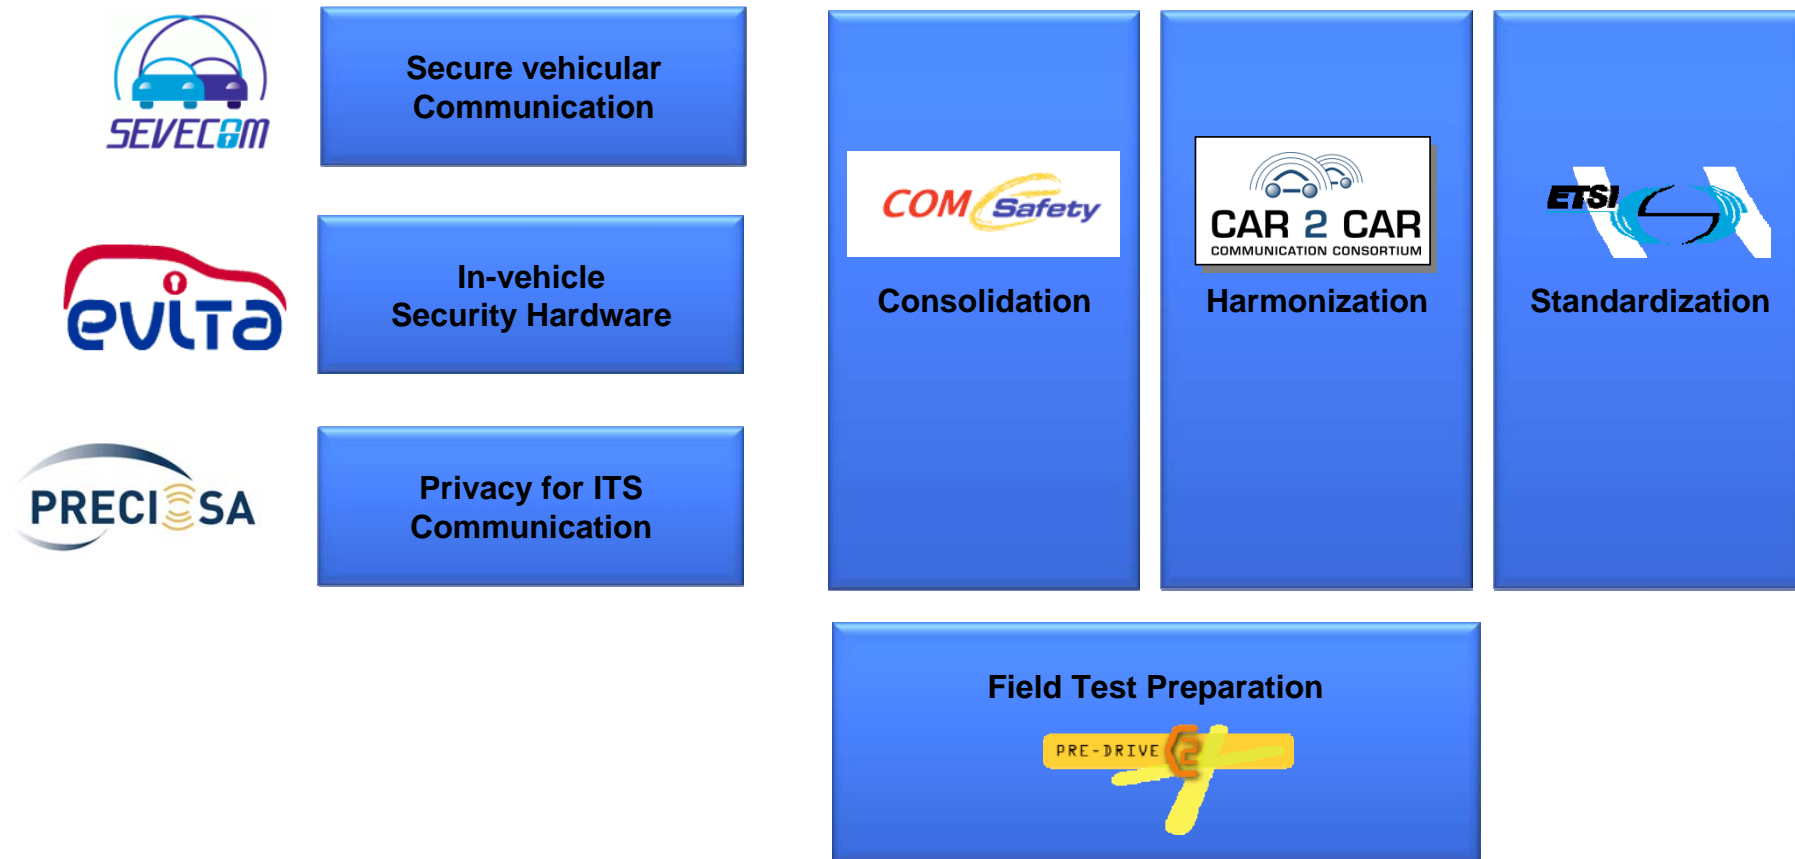 SEVECOM
Secure vehicular
Communication
evita
In-vehicle
Security Hardware
PRECIOSA
Privacy for ITS
Communication
COM Safety
Consolidation
CAR 2 CAR
COMMUNICATION CONSORTIUM
Harmonization
ETSI
Standardization
Field Test Preparation
PRE-DRIVE C2